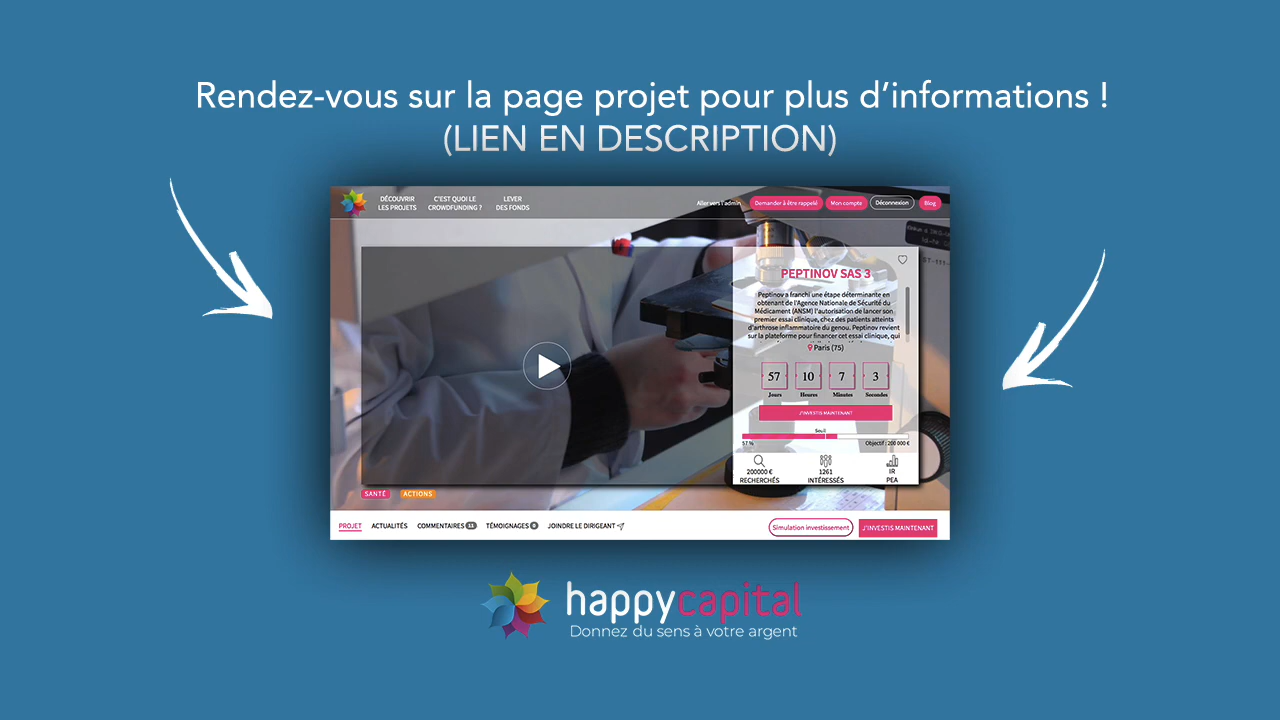 Rendez-vous sur la page projet pour plus d'informations !
(LIEN EN DESCRIPTION)
DÉCOUVRIR
LES PROJETS
C'EST QUOI LE
CROWDFUNDING ?
LEVER
DES FONDS
Aller vers l'admin
Demander à être rappelé
Mon compte
Déconnexion
Blog
PEPTINOV SAS 3
Peptinov a franchi une étape déterminante en
obtenant de l'Agence Nationale de Sécurité du
Médicament (ANSM) l'autorisation de lancer son
premier essai clinique, chez des patients atteints
d'arthrose inflammatoire du genou. Peptinov revient
sur la plateforme pour financer cet essai clinique, qui
Paris (75)
57 10 7 3
Jours Heures Minutes Secondes
J'INVESTIS MAINTENANT
Seuil
57 % Objectif : 200 000 €
200000 €
RECHERCHÉS
1261
INTÉRESSÉS
IR
PEA
SANTÉ ACTIONS
PROJET ACTUALITÉS COMMENTAIRES 11 TÉMOIGNAGES 0 JOINDRE LE DIRIGEANT
Simulation investissement J'INVESTIS MAINTENANT
happycapital
Donnez du sens à votre argent